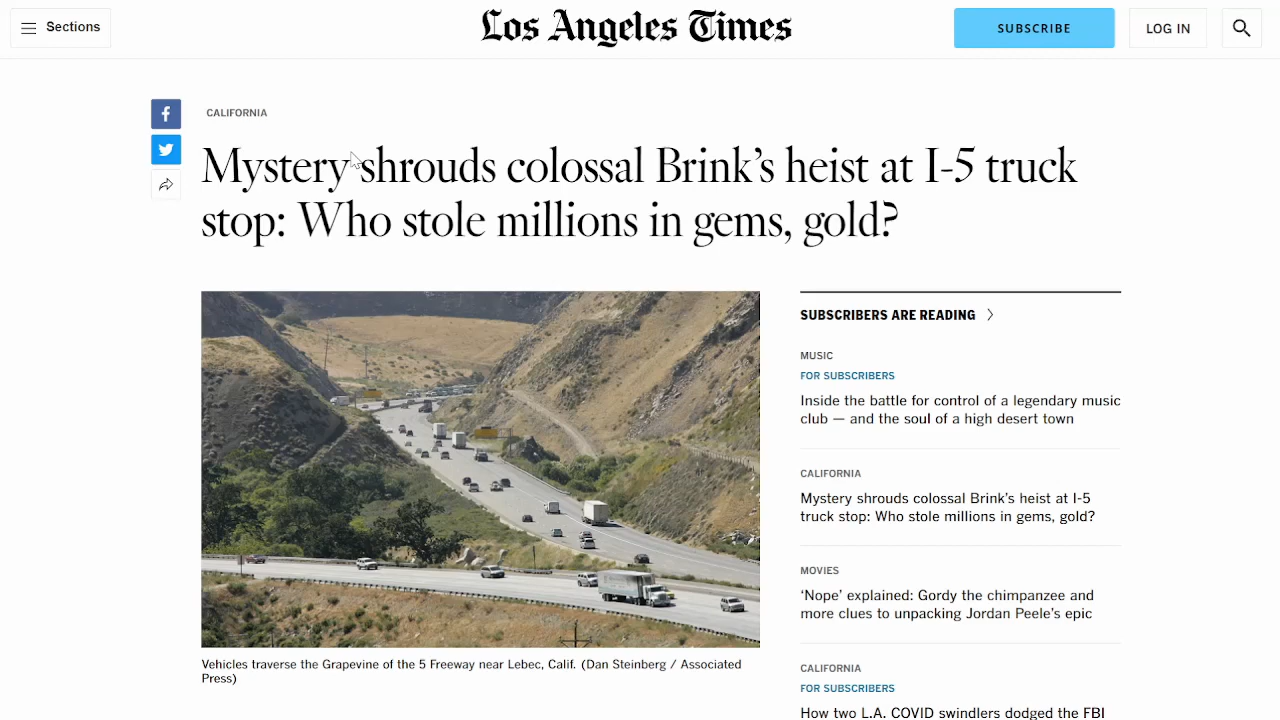 Sections
Los Angeles Times
SUBSCRIBE
LOG IN
CALIFORNIA
Mystery shrouds colossal Brink’s heist at I-5 truck
stop: Who stole millions in gems, gold?
Vehicles traverse the Grapevine of the 5 Freeway near Lebec, Calif. (Dan Steinberg / Associated
Press)
SUBSCRIBERS ARE READING
MUSIC
FOR SUBSCRIBERS
Inside the battle for control of a legendary music
club — and the soul of a high desert town
CALIFORNIA
Mystery shrouds colossal Brink’s heist at I-5
truck stop: Who stole millions in gems, gold?
MOVIES
‘Nope’ explained: Gordy the chimpanzee and
more clues to unpacking Jordan Peele’s epic
CALIFORNIA
FOR SUBSCRIBERS
How two L.A. COVID swindlers dodged the FBI